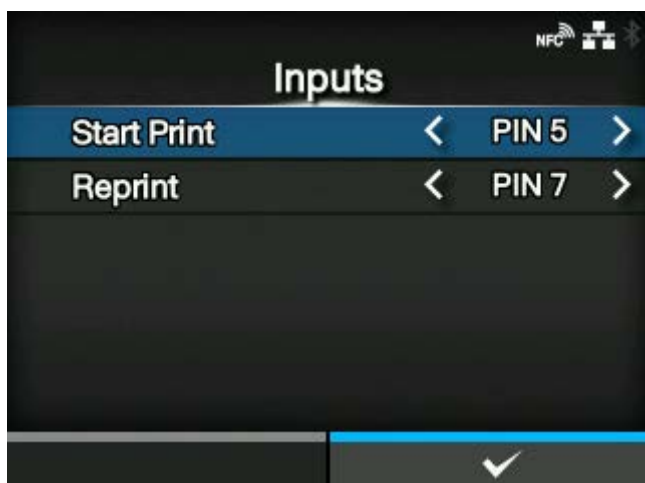 NFC
Inputs
Start Print < PIN 5 >
Reprint < PIN 7 >